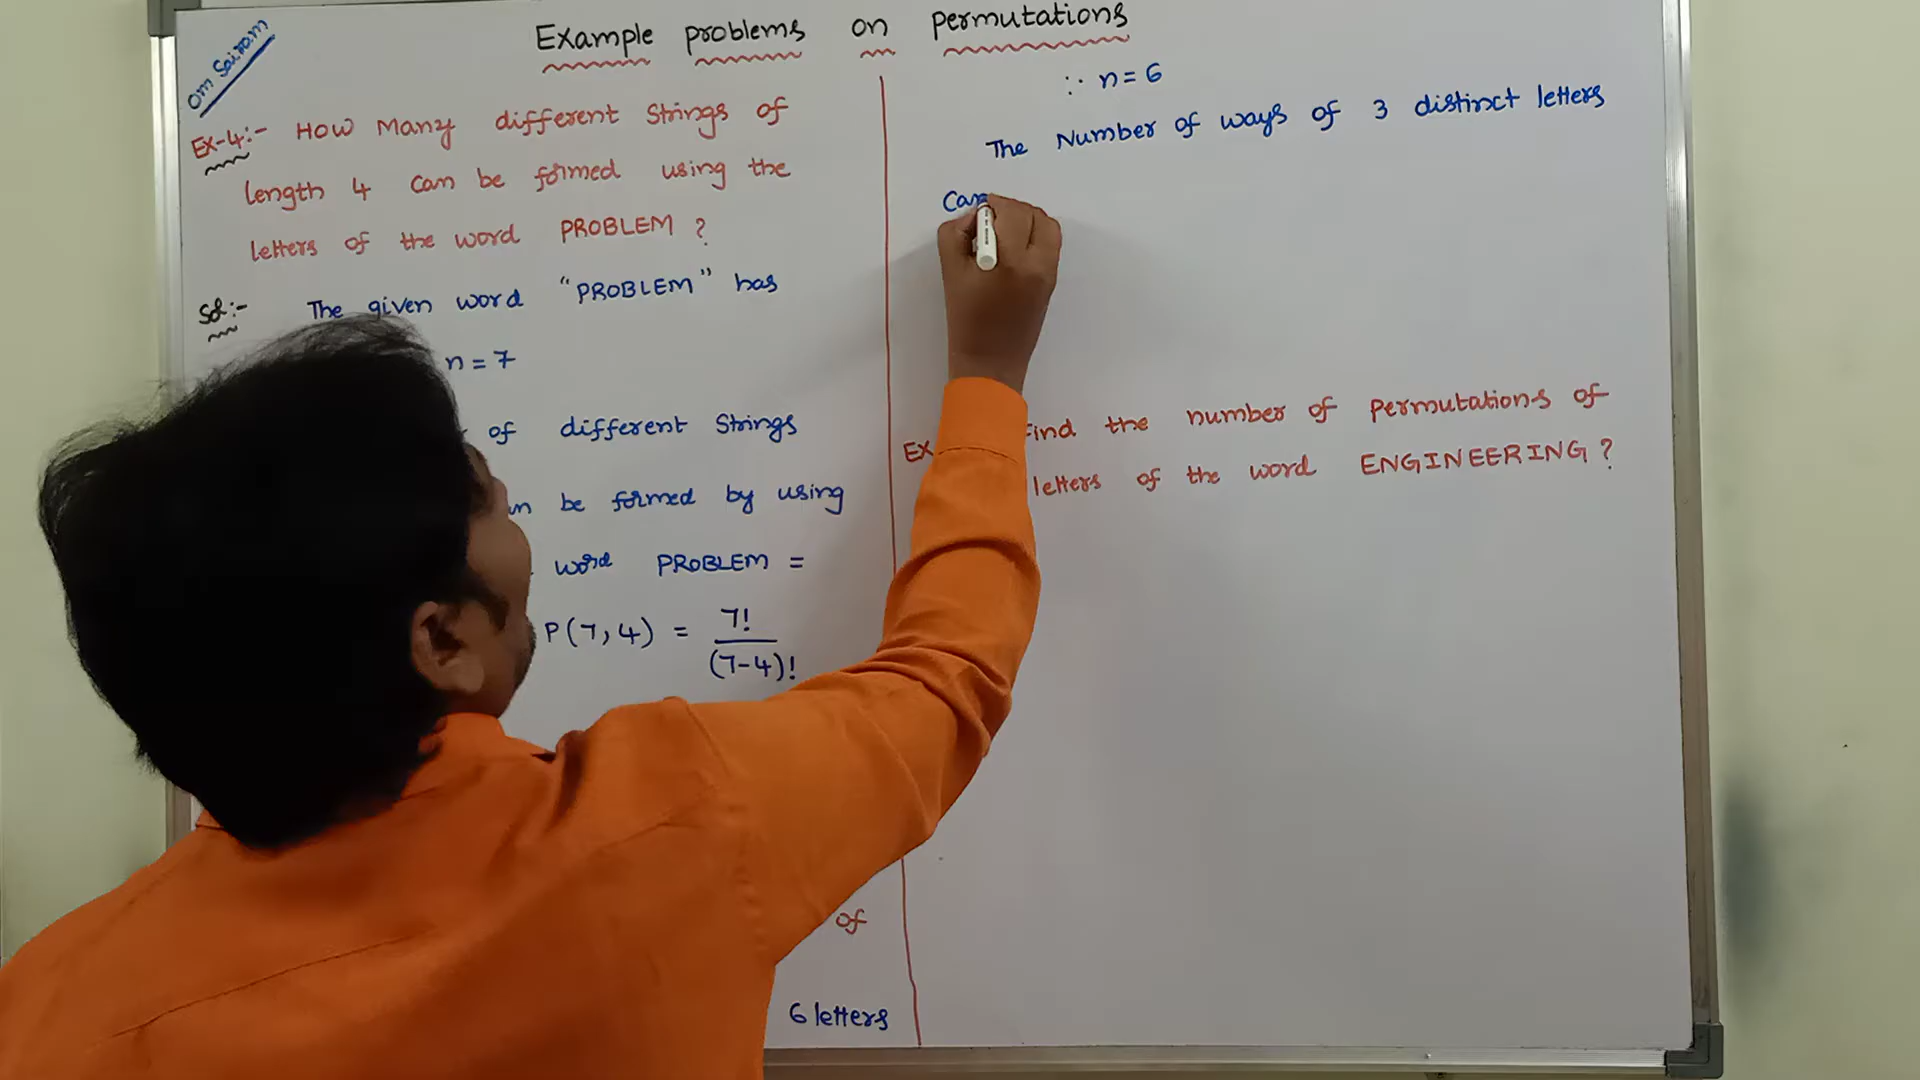 Example problems on permutations
Om Sairam
Ex-4:- How Many different Strings of
length 4 can be formed using the
letters of the word PROBLEM ?
Sol:- The given word "PROBLEM" has
n = 7
of different Strings
be formed by using
word PROBLEM =
P(7,4) = 7! / (7-4)!
of
6 letters
∵ n = 6
The Number of ways of 3 distinct letters
Can
Ex find the number of permutations of
letters of the word ENGINEERING ?